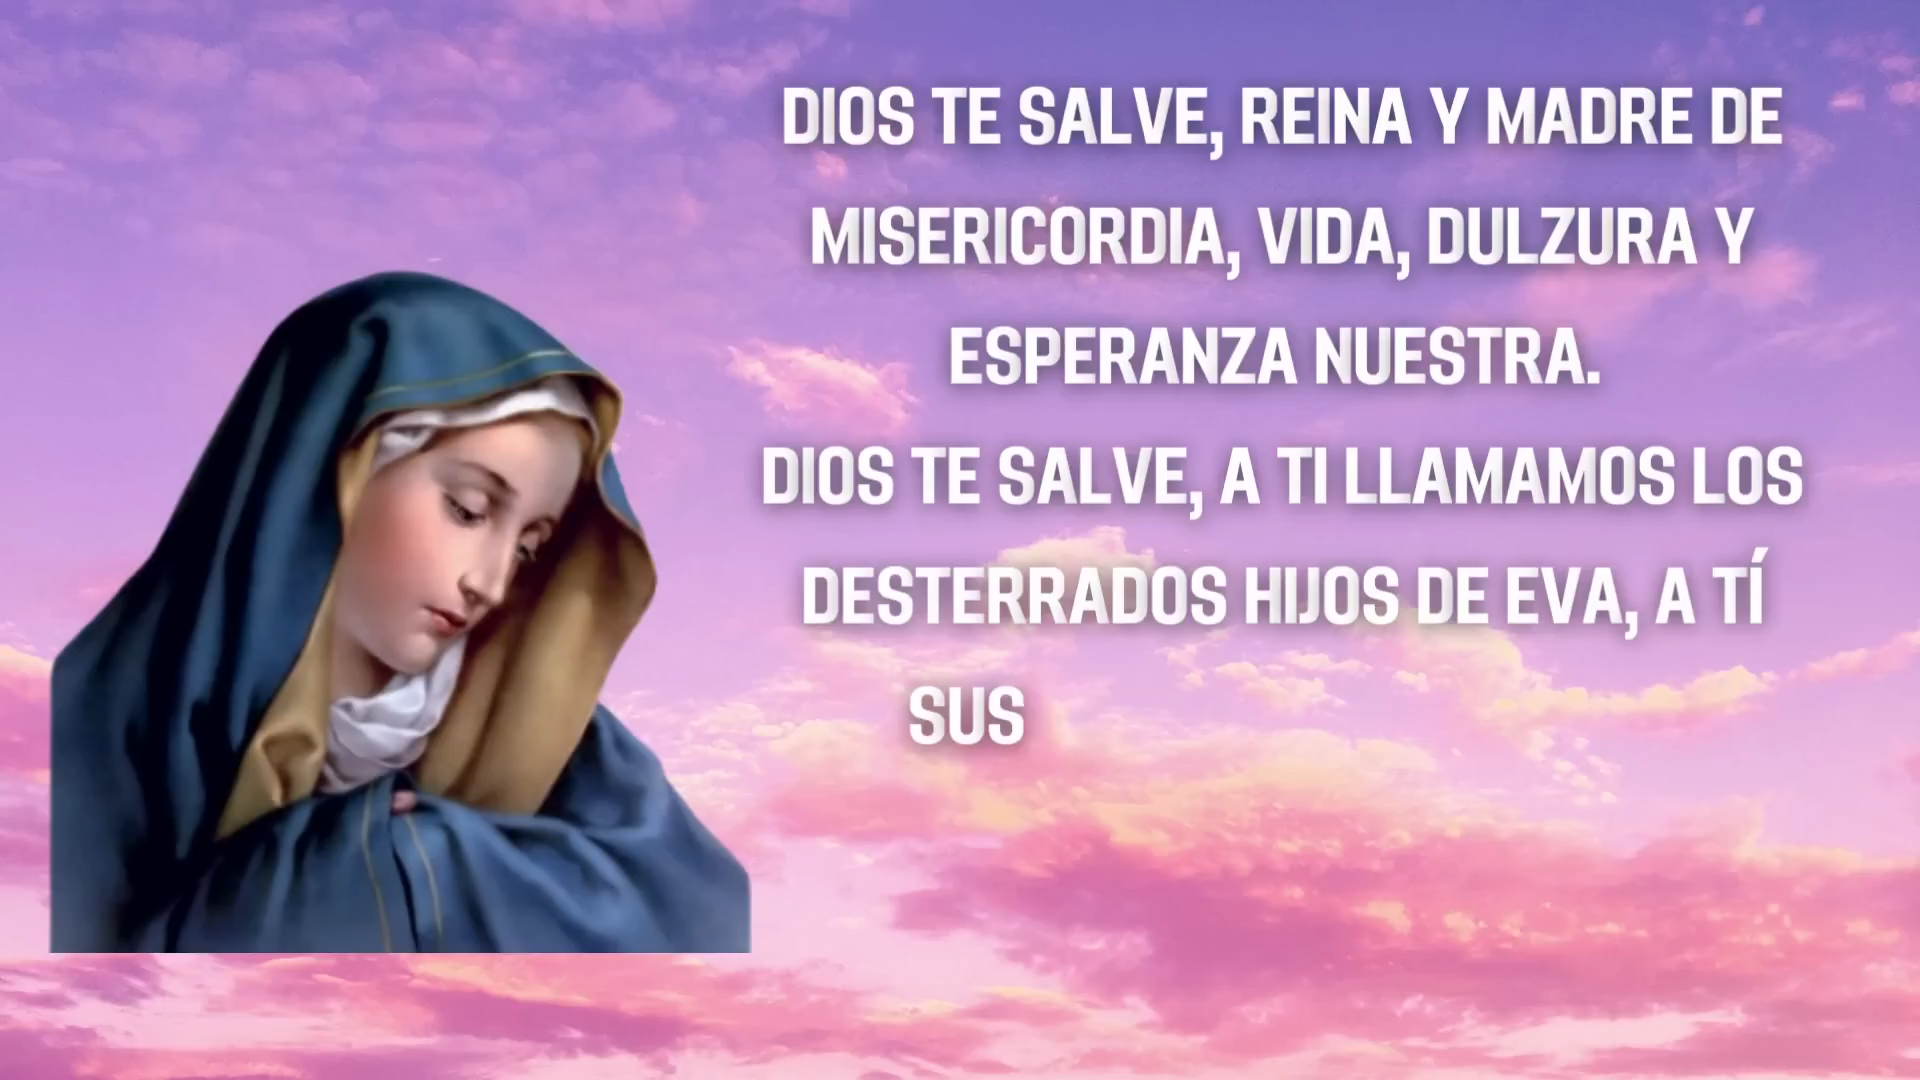 DIOS TE SALVE, REINA Y MADRE DE
MISERICORDIA, VIDA, DULZURA Y
ESPERANZA NUESTRA.
DIOS TE SALVE, A TI LLAMAMOS LOS
DESTERRADOS HIJOS DE EVA, A TÍ
SUS